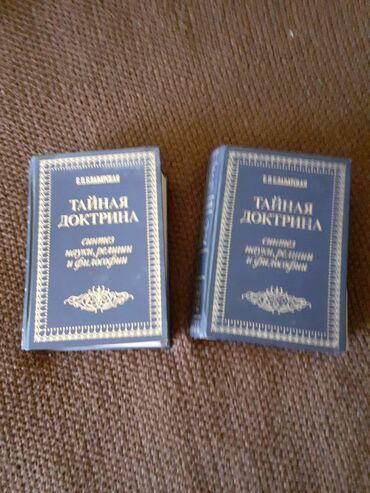 Е.П.БЛАВАТСКАЯ
ТАЙНАЯ
ДОКТРИНА
синтез
науки, религии
и философии
Е.П.БЛАВАТСКАЯ
ТАЙНАЯ
ДОКТРИНА
синтез
науки, религии
и философии